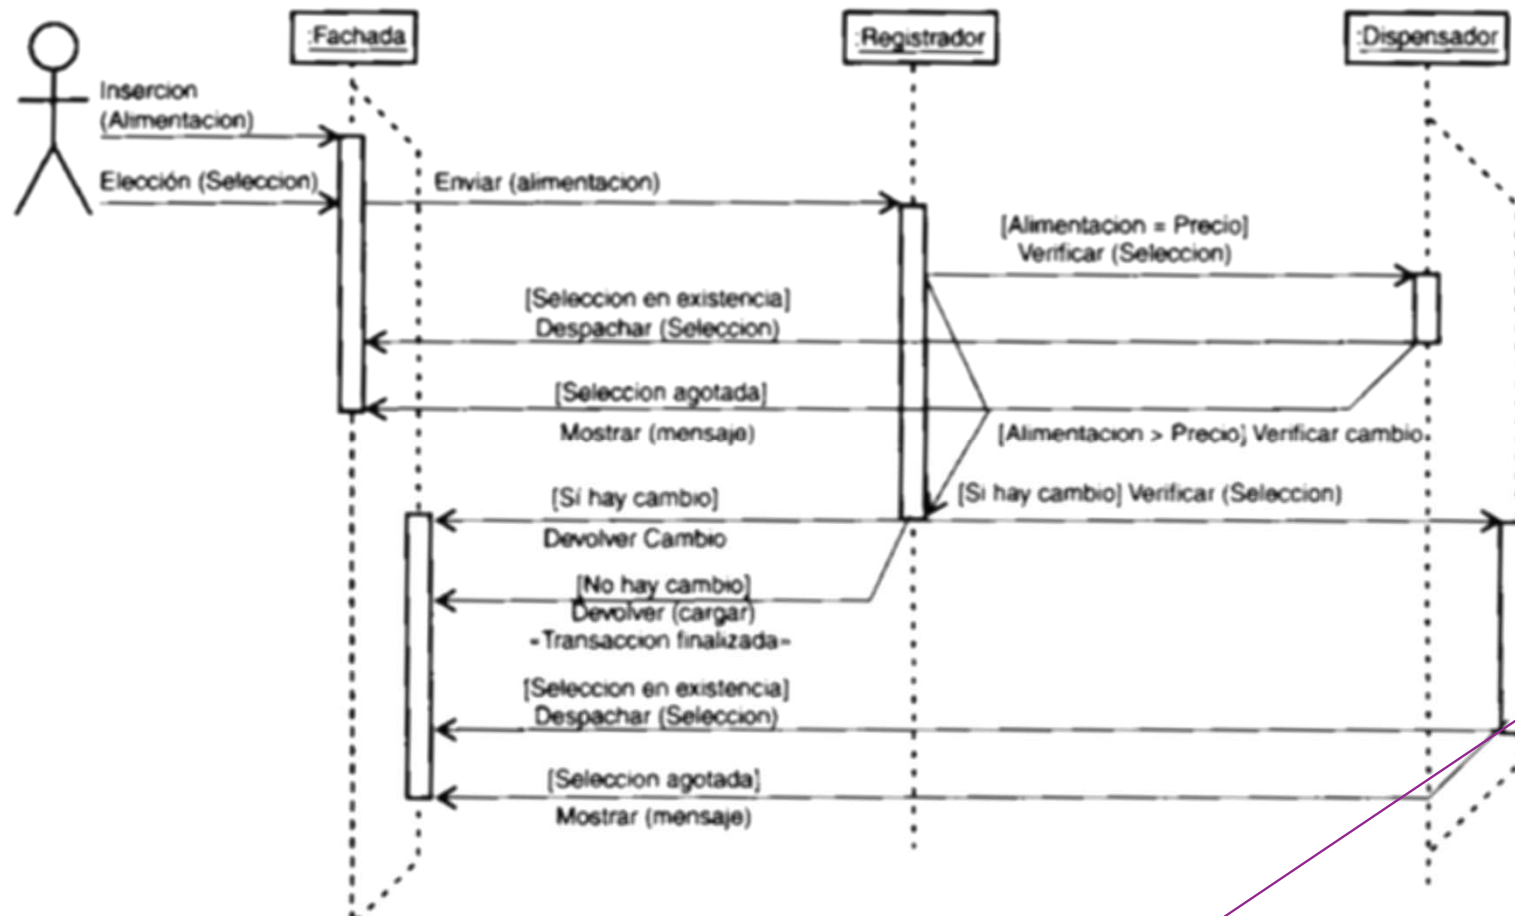 :Fachada
:Registrador
:Dispensador
Insercion
(Alimentacion)
Elección (Seleccion)
Enviar (alimentacion)
[Alimentacion = Precio]
Verificar (Seleccion)
[Seleccion en existencia]
Despachar (Seleccion)
[Seleccion agotada]
Mostrar (mensaje)
[Alimentacion > Precio] Verificar cambio
[Sí hay cambio]
Devolver Cambio
[Si hay cambio] Verificar (Seleccion)
[No hay cambio]
Devolver (cargar)
«Transaccion finalizada»
[Seleccion en existencia]
Despachar (Seleccion)
[Seleccion agotada]
Mostrar (mensaje)